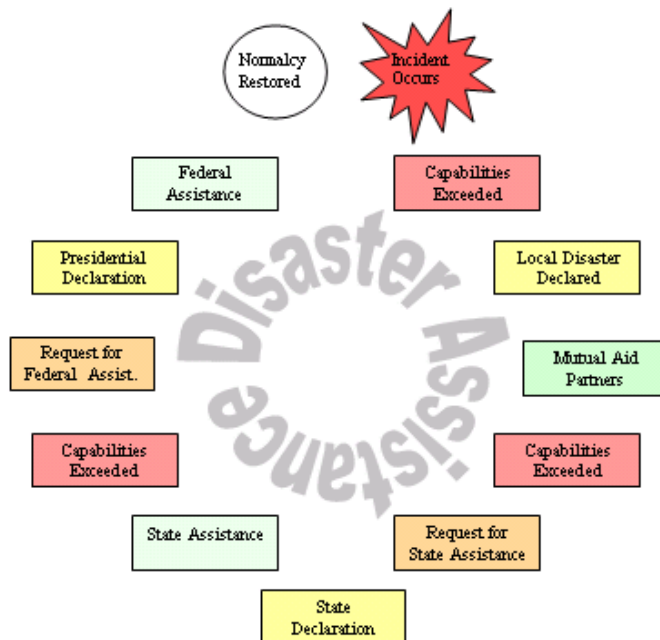 Normalcy
Restored
Incident
Occurs
Federal
Assistance
Capabilities
Exceeded
Presidential
Declaration
Local Disaster
Declared
Request for
Federal Assist..
Mutual Aid
Partners
Capabilities
Exceeded
Capabilities
Exceeded
State Assistance
Request for
State Assistance
State
Declaration
Disaster Assistance